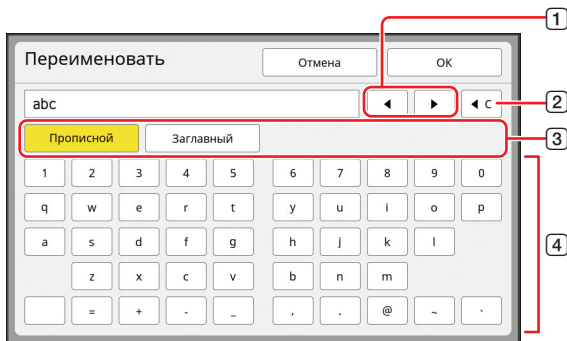 1
Переименовать Отмена ОК
abc ◀ ▶ ◀ C 2
Прописной Заглавный 3
1 2 3 4 5 6 7 8 9 0
q w e r t y u i o p
a s d f g h j k l 4
z x c v b n m
= + - _ , . @ ~ `